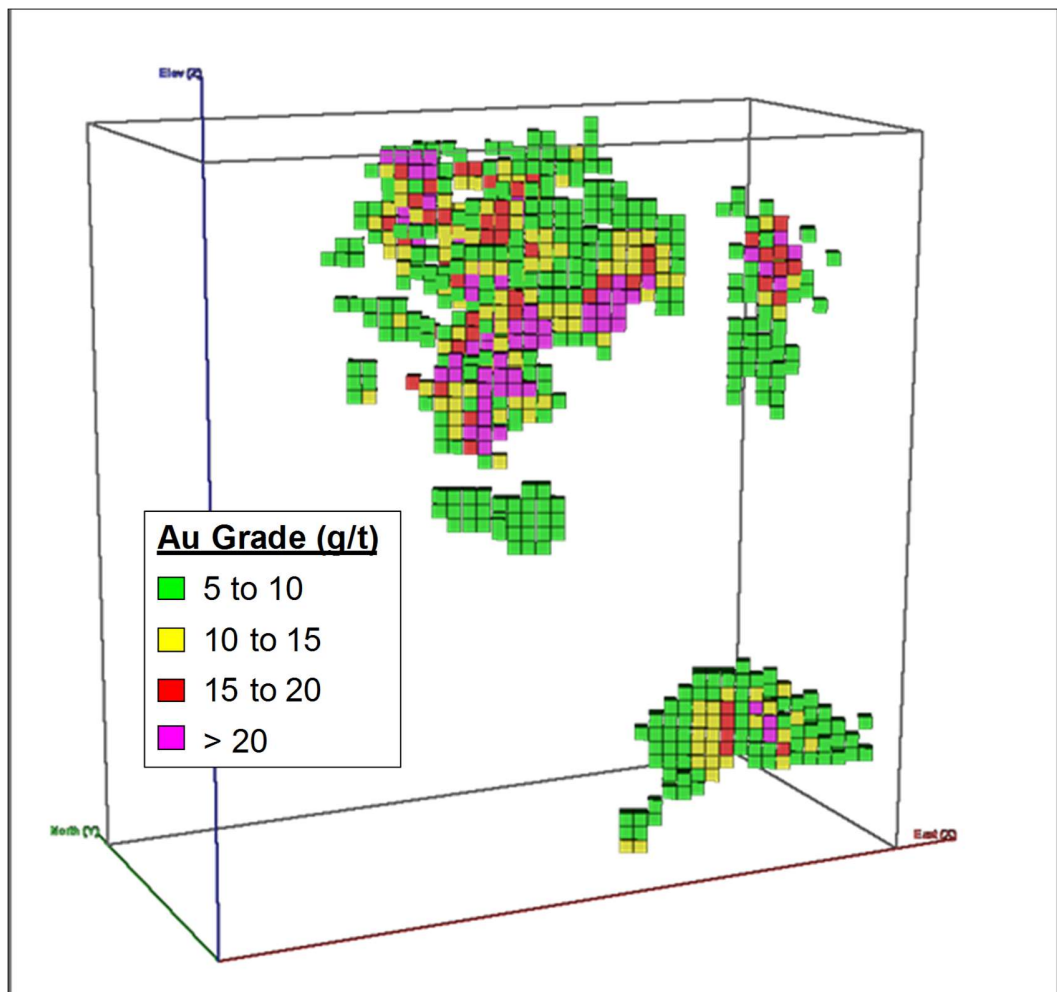 Elev (Z)
Au Grade (g/t)
5 to 10
10 to 15
15 to 20
> 20
North (Y)
East (X)